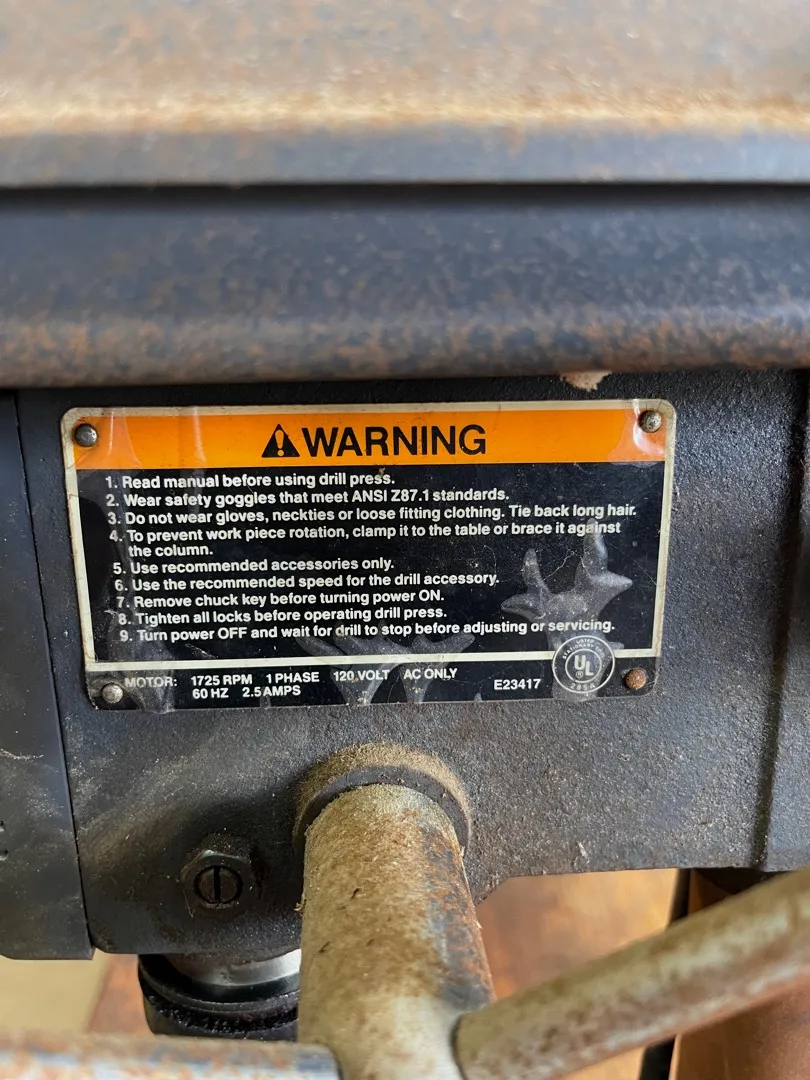 WARNING
1. Read manual before using drill press.
2. Wear safety goggles that meet ANSI Z87.1 standards.
3. Do not wear gloves, neckties or loose fitting clothing. Tie back long hair.
4. To prevent work piece rotation, clamp it to the table or brace it against
the column.
5. Use recommended accessories only.
6. Use the recommended speed for the drill accessory.
7. Remove chuck key before turning power ON.
8. Tighten all locks before operating drill press.
9. Turn power OFF and wait for drill to stop before adjusting or servicing.
MOTOR: 1725 RPM 1 PHASE 120 VOLT AC ONLY
60 HZ 2.5 AMPS
E23417
LISTED
UL
®
285A